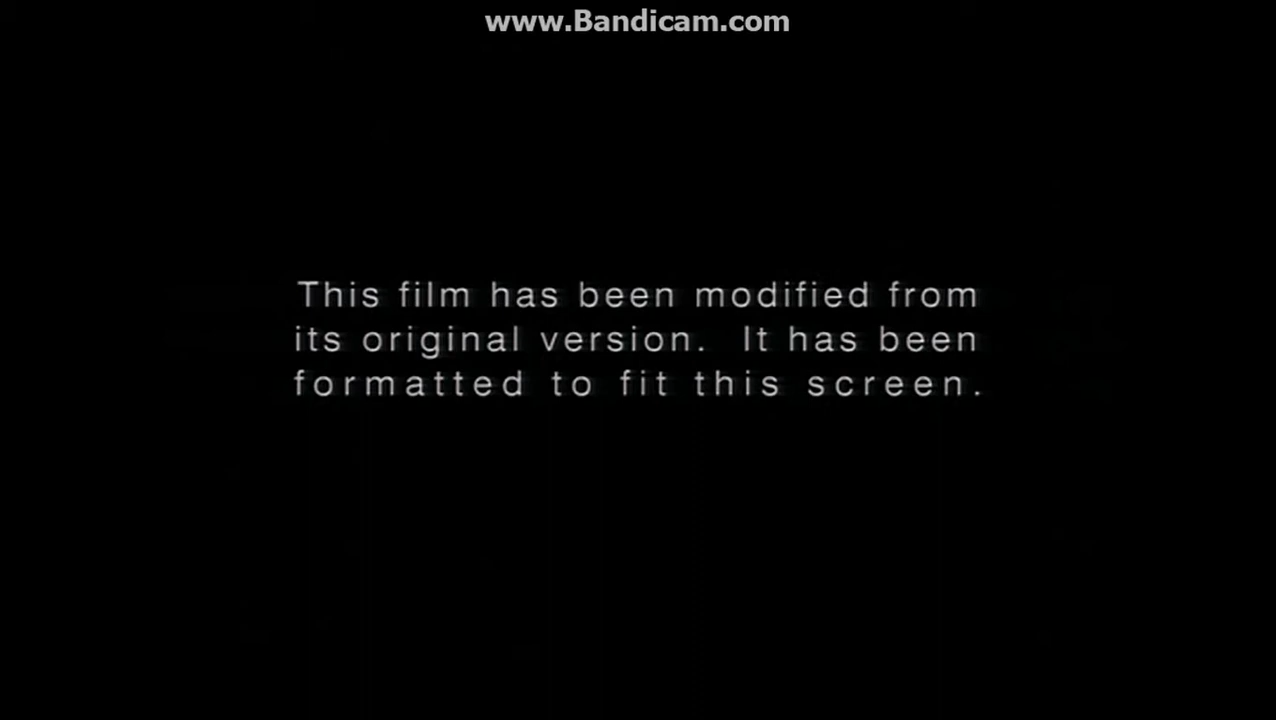 www.Bandicam.com
This film has been modified from
its original version. It has been
formatted to fit this screen.